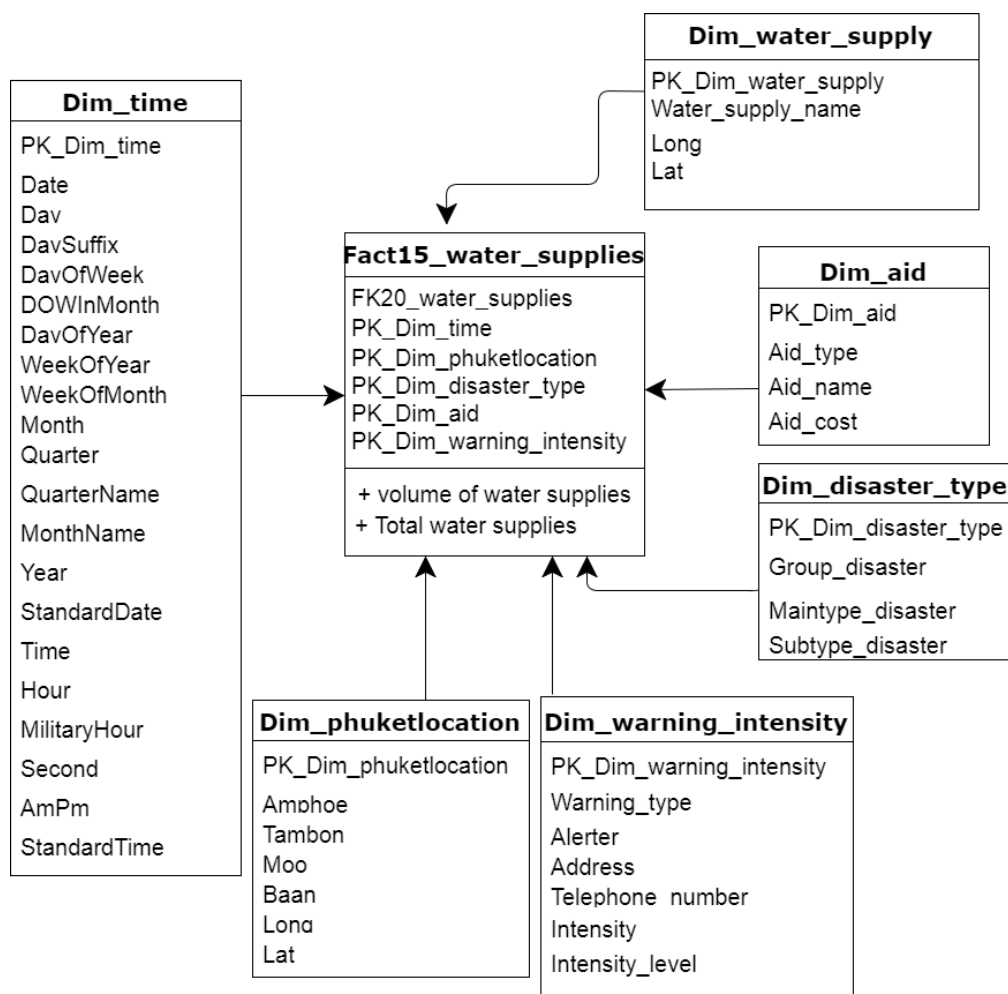 Dim_time
PK_Dim_time
Date
Dav
DavSuffix
DavOfWeek
DOWInMonth
DavOfYear
WeekOfYear
WeekOfMonth
Month
Quarter
QuarterName
MonthName
Year
StandardDate
Time
Hour
MilitaryHour
Second
AmPm
StandardTime
Dim_water_supply
PK_Dim_water_supply
Water_supply_name
Long
Lat
Fact15_water_supplies
FK20_water_supplies
PK_Dim_time
PK_Dim_phuketlocation
PK_Dim_disaster_type
PK_Dim_aid
PK_Dim_warning_intensity
+ volume of water supplies
+ Total water supplies
Dim_aid
PK_Dim_aid
Aid_type
Aid_name
Aid_cost
Dim_disaster_type
PK_Dim_disaster_type
Group_disaster
Maintype_disaster
Subtype_disaster
Dim_phuketlocation
PK_Dim_phuketlocation
Amphoe
Tambon
Moo
Baan
Long
Lat
Dim_warning_intensity
PK_Dim_warning_intensity
Warning_type
Alerter
Address
Telephone number
Intensity
Intensity_level